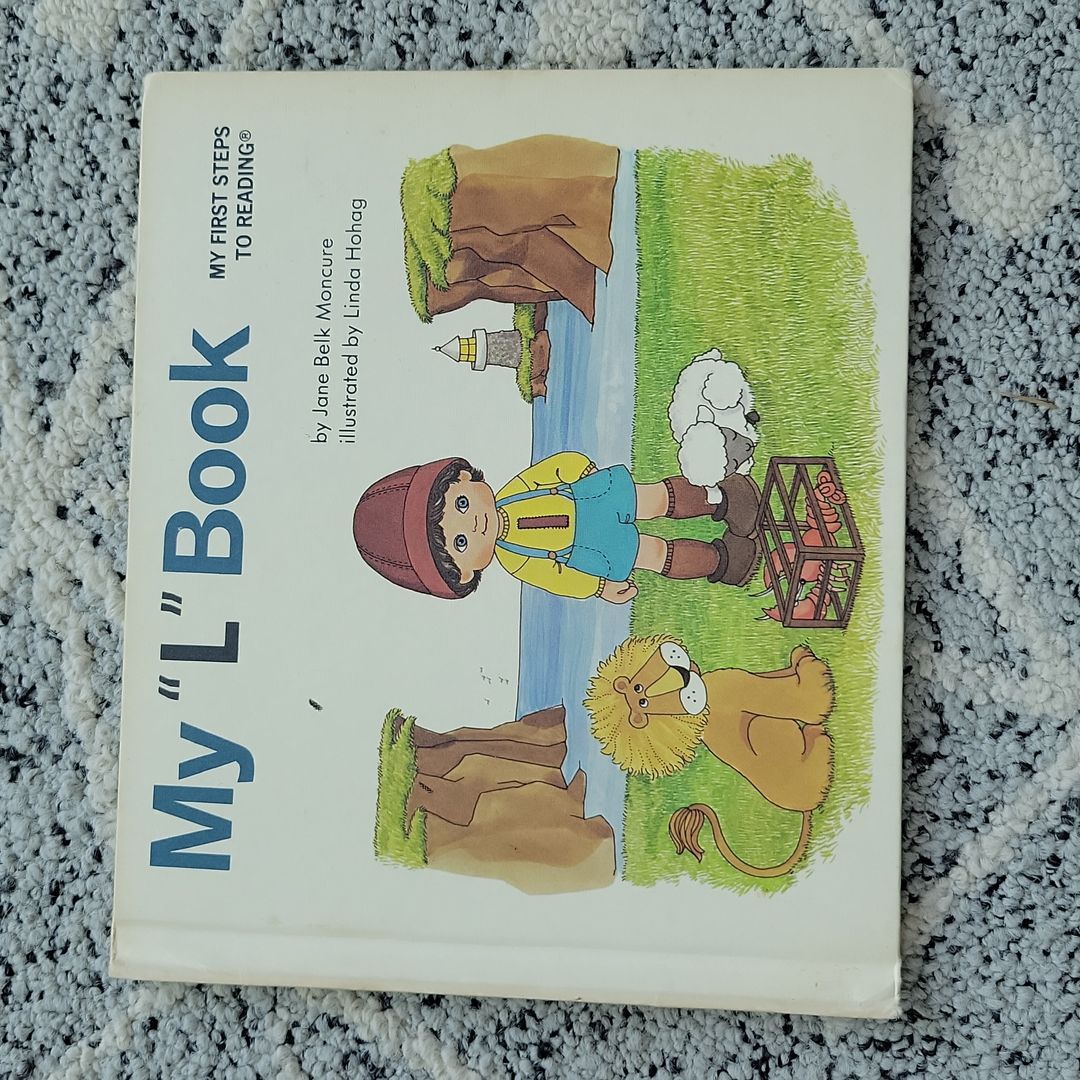 My “L” Book
MY FIRST STEPS
TO READING®
by Jane Belk Moncure
illustrated by Linda Hohag
l